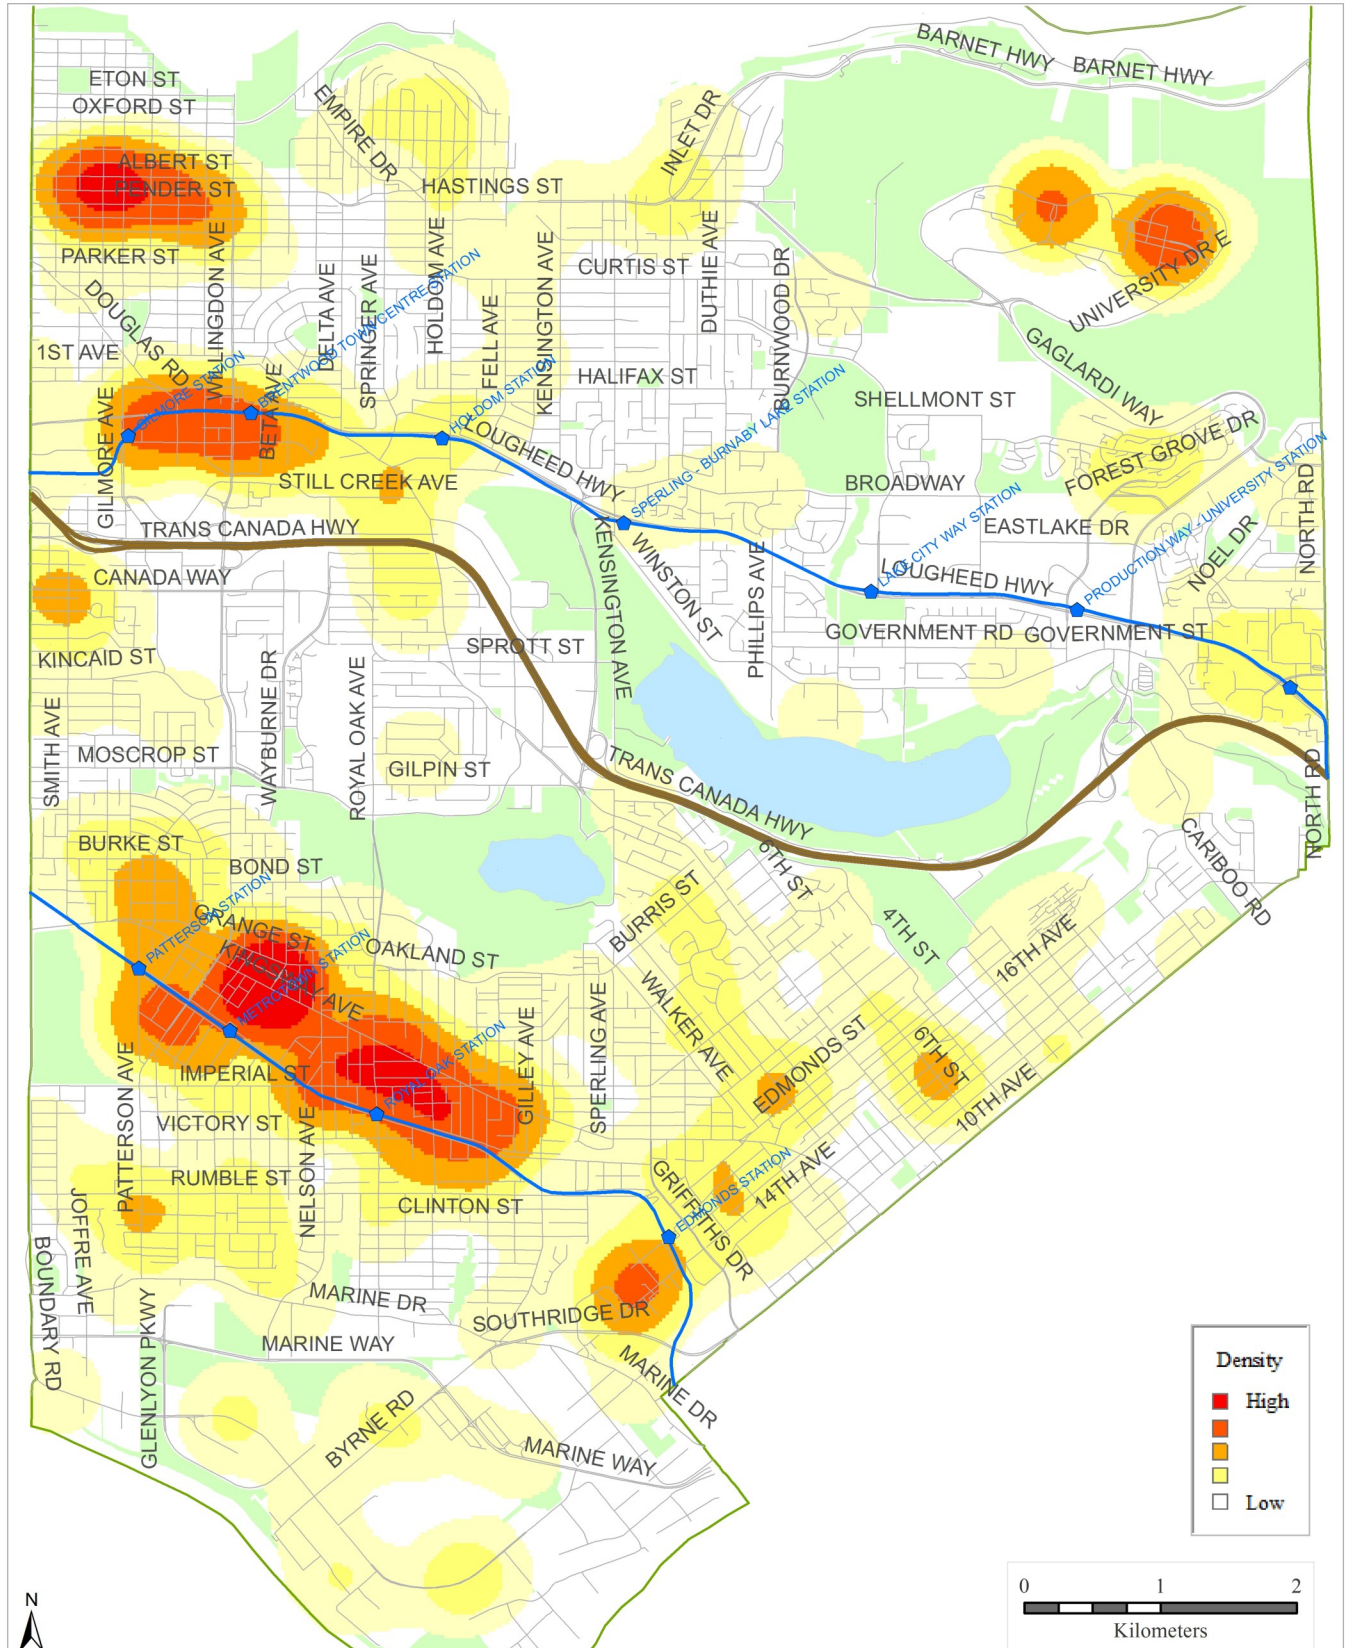 BARNET HWY
BARNET HWY
ETON ST
OXFORD ST
EMPIRE DR
INLET DR
ALBERT ST
PENDER ST
HASTINGS ST
PARKER ST
WILLINGDON AVE
DELTA AVE
SPRINGER AVE
HOLDOM AVE
BRENTWOOD TOWN CENTRE STATION
FELL AVE
KENSINGTON AVE
CURTIS ST
DUTHIE AVE
BURNWOOD DR
UNIVERSITY DR E
DOUGLAS RD
1ST AVE
GILMORE STATION
BETA AVE
HOLDOM STATION
HALIFAX ST
SPERLING - BURNABY LAKE STATION
SHELLMONT ST
GAGLARDI WAY
FOREST GROVE DR
GILMORE AVE
STILL CREEK AVE
LOUGHEED HWY
BROADWAY
LAKE CITY WAY STATION
EASTLAKE DR
PRODUCTION WAY - UNIVERSITY STATION
NOEL DR
NORTH RD
TRANS CANADA HWY
CANADA WAY
KENSINGTON AVE
WINSTON ST
PHILLIPS AVE
LOUGHEED HWY
GOVERNMENT RD
GOVERNMENT ST
KINCAID ST
SPROTT ST
SMITH AVE
WAYBURNE DR
ROYAL OAK AVE
MOSCROP ST
GILPIN ST
TRANS CANADA HWY
NORTH RD
BURKE ST
BOND ST
6TH ST
CARIBOO RD
PATTERSON STATION
GRANGE ST
KINGSWAY AVE
METROTOWN STATION
OAKLAND ST
BURRIS ST
4TH ST
16TH AVE
WALKER AVE
SPERLING AVE
GILLEY AVE
ROYAL OAK STATION
EDMONDS ST
6TH ST
10TH AVE
IMPERIAL ST
PATTERSON AVE
VICTORY ST
NELSON AVE
RUMBLE ST
CLINTON ST
GRIFFITHS DR
EDMONDS STATION
14TH AVE
JOFFRE AVE
BOUNDARY RD
GLENLYON PKWY
MARINE DR
SOUTHRIDGE DR
MARINE WAY
MARINE DR
BYRNE RD
MARINE WAY
Density
High
Low
N
0 1 2
Kilometers